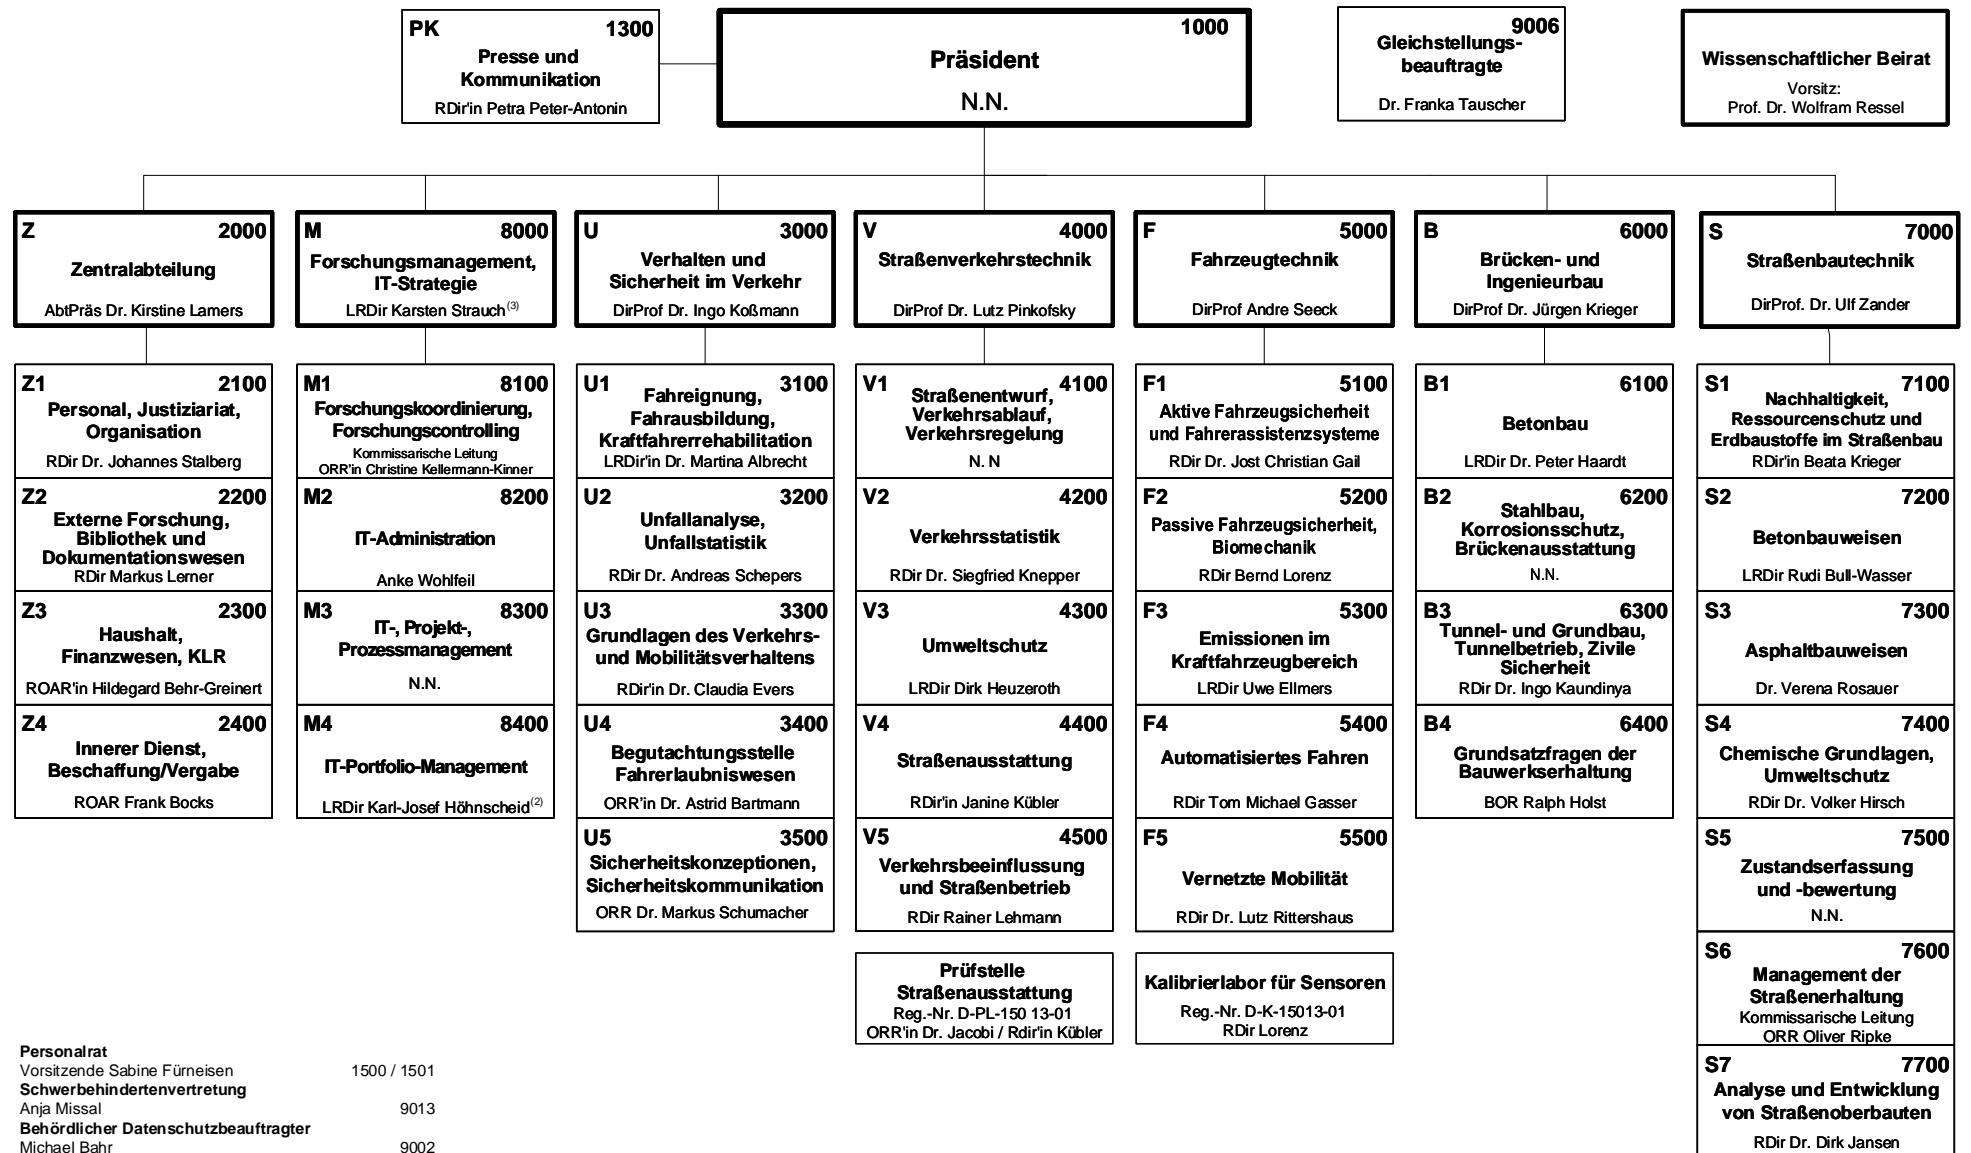 PK 1300
Presse und
Kommunikation
RDir'in Petra Peter-Antonin
1000
Präsident
N.N.
9006
Gleichstellungs-
beauftragte
Dr. Franka Tauscher
Wissenschaftlicher Beirat
Vorsitz:
Prof. Dr. Wolfram Ressel
Z 2000
Zentralabteilung
AbtPräs Dr. Kirstine Lamers
M 8000
Forschungsmanagement,
IT-Strategie
LRDir Karsten Strauch(3)
U 3000
Verhalten und
Sicherheit im Verkehr
DirProf Dr. Ingo Koßmann
V 4000
Straßenverkehrstechnik
DirProf Dr. Lutz Pinkofsky
F 5000
Fahrzeugtechnik
DirProf Andre Seeck
B 6000
Brücken- und
Ingenieurbau
DirProf Dr. Jürgen Krieger
S 7000
Straßenbautechnik
DirProf. Dr. Ulf Zander
Z1 2100
Personal, Justiziariat,
Organisation
RDir Dr. Johannes Stalberg
Z2 2200
Externe Forschung,
Bibliothek und
Dokumentationswesen
RDir Markus Lerner
Z3 2300
Haushalt,
Finanzwesen, KLR
ROAR'in Hildegard Behr-Greinert
Z4 2400
Innerer Dienst,
Beschaffung/Vergabe
ROAR Frank Bocks
M1 8100
Forschungskoordinierung,
Forschungscontrolling
Kommissarische Leitung
ORR'in Christine Kellermann-Kinner
M2 8200
IT-Administration
Anke Wohlfeil
M3 8300
IT-, Projekt-,
Prozessmanagement
N.N.
M4 8400
IT-Portfolio-Management
LRDir Karl-Josef Höhnscheid(2)
U1 3100
Fahreignung,
Fahrausbildung,
Kraftfahrerrehabilitation
LRDir'in Dr. Martina Albrecht
U2 3200
Unfallanalyse,
Unfallstatistik
RDir Dr. Andreas Schepers
U3 3300
Grundlagen des Verkehrs-
und Mobilitätsverhaltens
RDir'in Dr. Claudia Evers
U4 3400
Begutachtungsstelle
Fahrerlaubniswesen
ORR'in Dr. Astrid Bartmann
U5 3500
Sicherheitskonzeptionen,
Sicherheitskommunikation
ORR Dr. Markus Schumacher
V1 4100
Straßenentwurf,
Verkehrsablauf,
Verkehrsregelung
N. N
V2 4200
Verkehrsstatistik
RDir Dr. Siegfried Knepper
V3 4300
Umweltschutz
LRDir Dirk Heuzeroth
V4 4400
Straßenausstattung
RDir'in Janine Kübler
V5 4500
Verkehrsbeeinflussung
und Straßenbetrieb
RDir Rainer Lehmann
Prüfstelle
Straßenausstattung
Reg.-Nr. D-PL-150 13-01
ORR'in Dr. Jacobi / Rdir'in Kübler
F1 5100
Aktive Fahrzeugsicherheit
und Fahrerassistenzsysteme
RDir Dr. Jost Christian Gail
F2 5200
Passive Fahrzeugsicherheit,
Biomechanik
RDir Bernd Lorenz
F3 5300
Emissionen im
Kraftfahrzeugbereich
LRDir Uwe Ellmers
F4 5400
Automatisiertes Fahren
RDir Tom Michael Gasser
F5 5500
Vernetzte Mobilität
RDir Dr. Lutz Rittershaus
Kalibrierlabor für Sensoren
Reg.-Nr. D-K-15013-01
RDir Lorenz
B1 6100
Betonbau
LRDir Dr. Peter Haardt
B2 6200
Stahlbau,
Korrosionsschutz,
Brückenausstattung
N.N.
B3 6300
Tunnel- und Grundbau,
Tunnelbetrieb, Zivile
Sicherheit
RDir Dr. Ingo Kaundinya
B4 6400
Grundsatzfragen der
Bauwerkserhaltung
BOR Ralph Holst
S1 7100
Nachhaltigkeit,
Ressourcenschutz und
Erdbaustoffe im Straßenbau
RDir'in Beata Krieger
S2 7200
Betonbauweisen
LRDir Rudi Bull-Wasser
S3 7300
Asphaltbauweisen
Dr. Verena Rosauer
S4 7400
Chemische Grundlagen,
Umweltschutz
RDir Dr. Volker Hirsch
S5 7500
Zustandserfassung
und -bewertung
N.N.
S6 7600
Management der
Straßenerhaltung
Kommissarische Leitung
ORR Oliver Ripke
S7 7700
Analyse und Entwicklung
von Straßenoberbauten
RDir Dr. Dirk Jansen
Personalrat
Vorsitzende Sabine Fürneisen 1500 / 1501
Schwerbehindertenvertretung
Anja Missal 9013
Behördlicher Datenschutzbeauftragter
Michael Bahr 9002